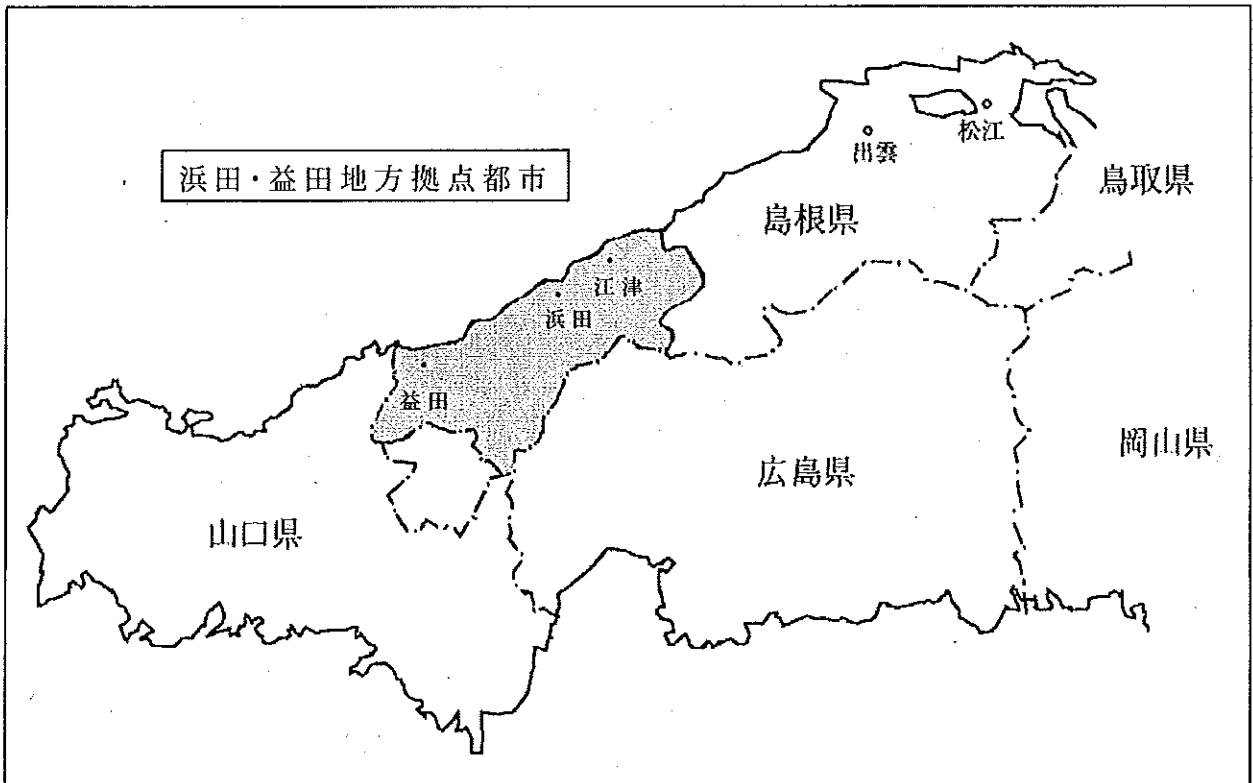 浜田・益田地方拠点都市
松江
出雲
鳥取県
島根県
江津
浜田
益田
岡山県
広島県
山口県